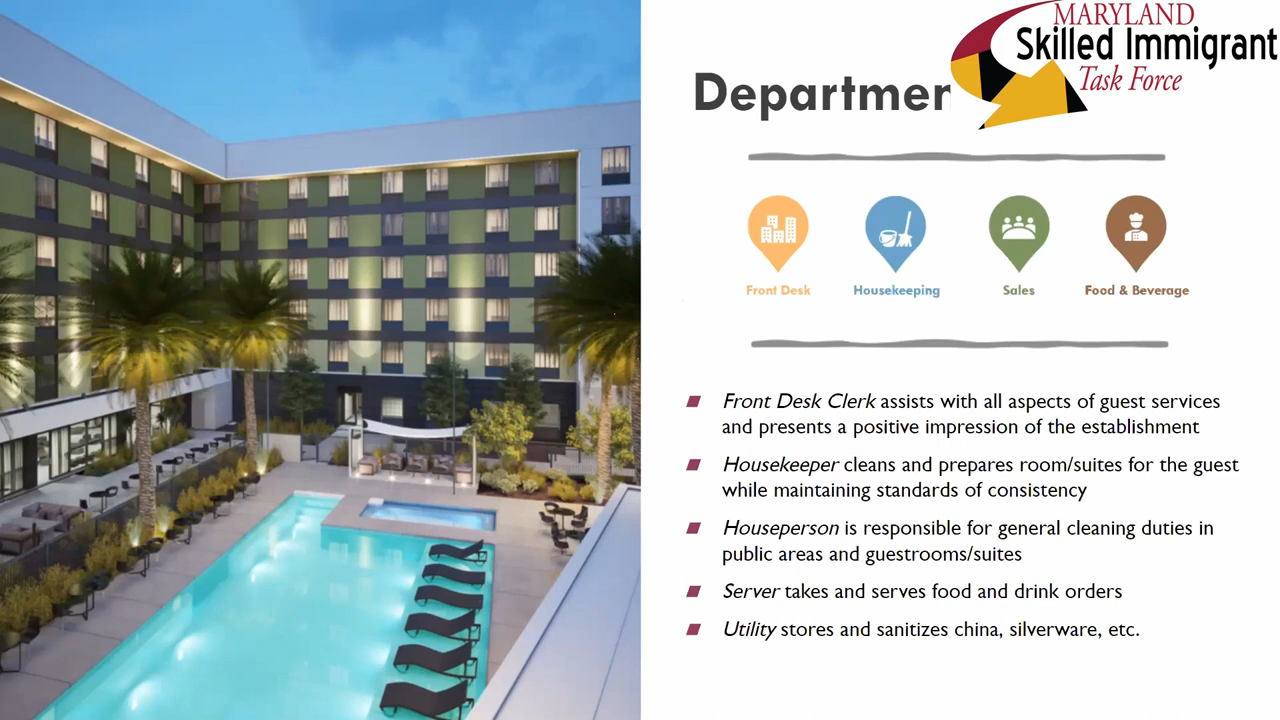 MARYLAND
Skilled Immigrant
Task Force
Departmen
Front Desk
Housekeeping
Sales
Food & Beverage
Front Desk Clerk assists with all aspects of guest services
and presents a positive impression of the establishment
Housekeeper cleans and prepares room/suites for the guest
while maintaining standards of consistency
Houseperson is responsible for general cleaning duties in
public areas and guestrooms/suites
Server takes and serves food and drink orders
Utility stores and sanitizes china, silverware, etc.